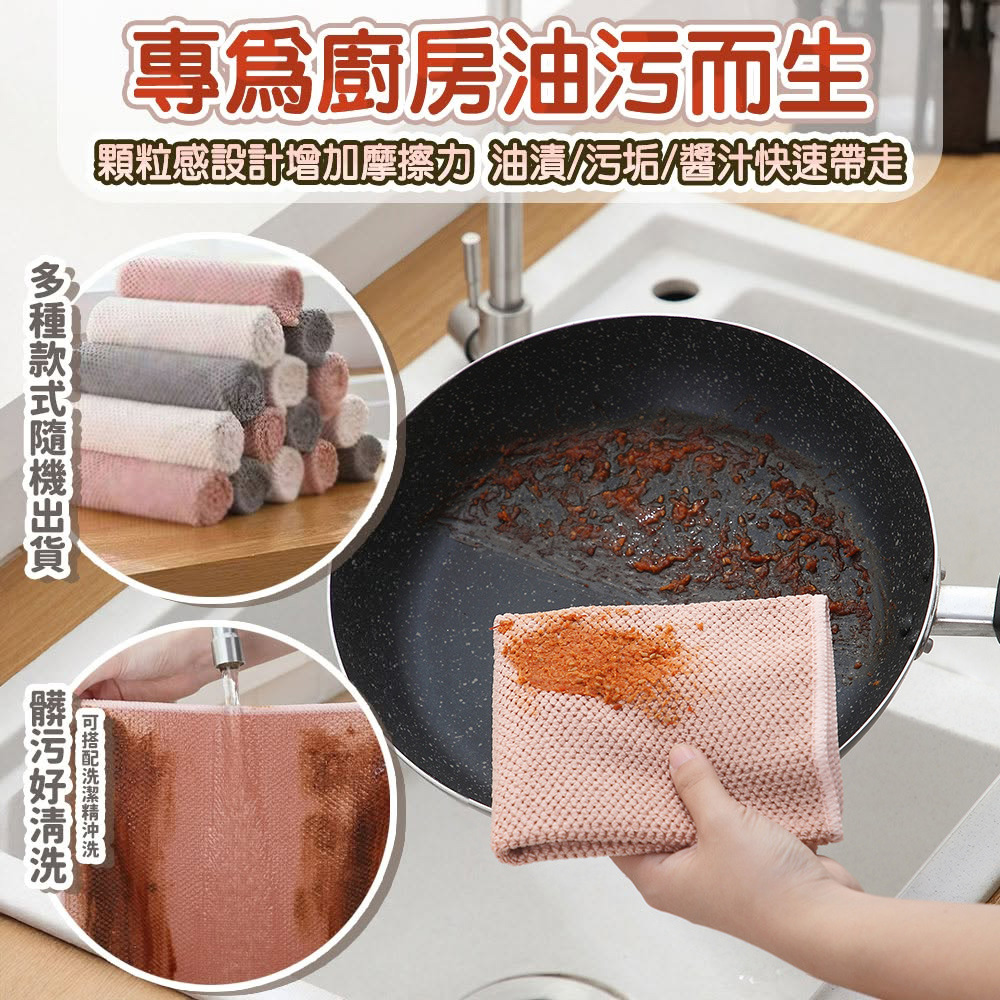 專為廚房油污而生
顆粒感設計增加摩擦力 油漬/污垢/醬汁快速帶走
多種款式隨機出貨
髒污好清洗
可搭配洗潔精沖洗